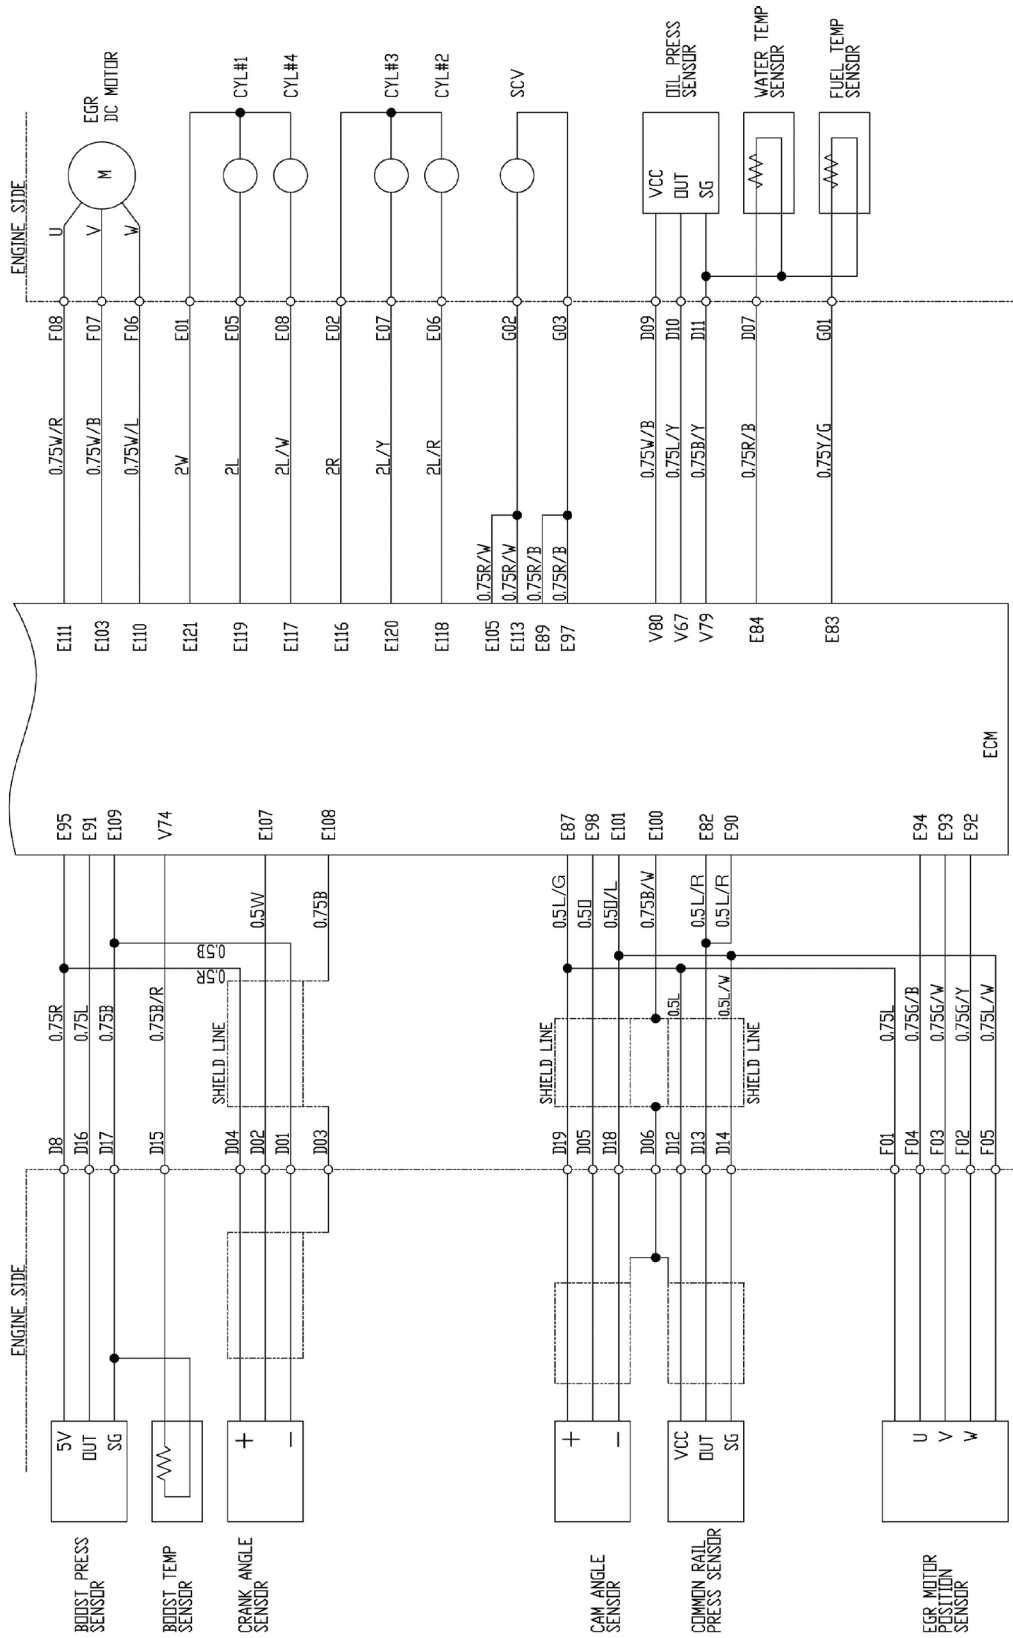 ENGINE SIDE
ENGINE SIDE
BOOST PRESS
SENSOR
5V
OUT
SG
D8
D16
D17
0.75R
0.75L
0.75B
E95
E91
E109
BOOST TEMP
SENSOR
D15
0.75B/R
V74
CRANK ANGLE
SENSOR
+
−
D04
D02
D01
D03
SHIELD LINE
0.5R
0.5B
0.5W
0.75B
E107
E108
CAM ANGLE
SENSOR
+
−
D19
D05
D18
D06
SHIELD LINE
0.5L/G
0.5O
0.5O/L
0.75B/W
E87
E98
E101
E100
COMMON RAIL
PRESS SENSOR
VCC
OUT
SG
D12
D13
D14
SHIELD LINE
0.5L
0.5L/W
0.5L/R
0.5L/R
E82
E90
EGR MOTOR
POSITION
SENSOR
U
V
W
F01
F04
F03
F02
F05
0.75L
0.75G/B
0.75G/W
0.75G/Y
0.75L/W
E94
E93
E92
ECM
E111
E103
E110
0.75W/R
0.75W/B
0.75W/L
F08
F07
F06
U
V
W
M
EGR
DC MOTOR
E121
E119
E117
2W
2L
2L/W
E01
E05
E08
CYL#1
CYL#4
E116
E120
E118
2R
2L/Y
2L/R
E02
E07
E06
CYL#3
CYL#2
E105
E113
E89
E97
0.75R/W
0.75R/W
0.75R/B
0.75R/B
G02
G03
SCV
V80
V67
V79
0.75W/B
0.75L/Y
0.75B/Y
D09
D10
D11
VCC
OUT
SG
OIL PRESS
SENSOR
E84
0.75R/B
D07
WATER TEMP
SENSOR
E83
0.75Y/G
G01
FUEL TEMP
SENSOR